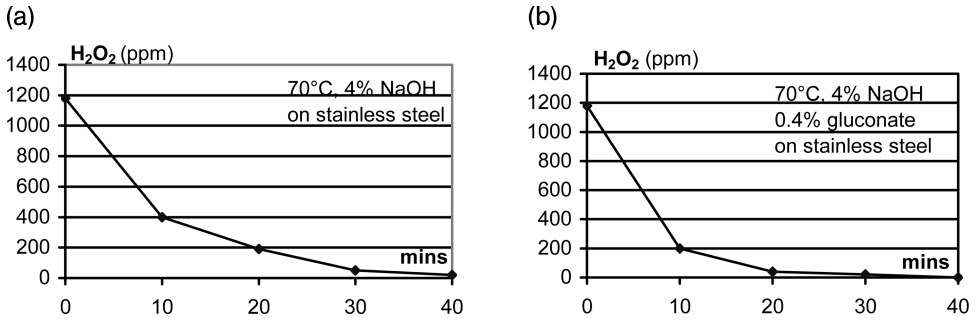 (a)
H₂O₂ (ppm)
1400
1200
1000
800
600
400
200
0
70°C, 4% NaOH
on stainless steel
mins
0 10 20 30 40
(b)
H₂O₂ (ppm)
1400
1200
1000
800
600
400
200
0
70°C, 4% NaOH
0.4% gluconate
on stainless steel
mins
0 10 20 30 40